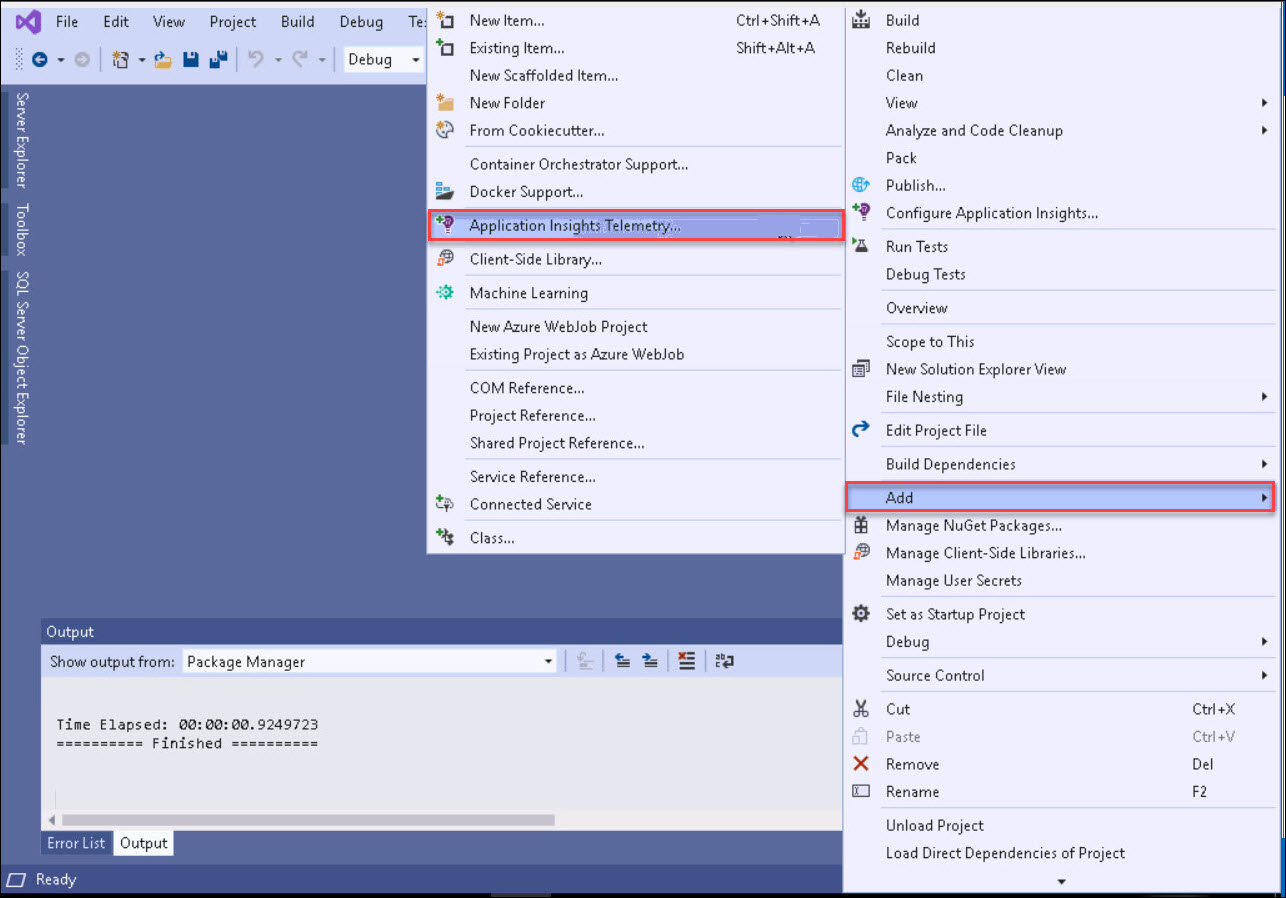 File Edit View Project Build Debug Te
Debug
Server Explorer
Toolbox
SQL Server Object Explorer
New Item... Ctrl+Shift+A
Existing Item... Shift+Alt+A
New Scaffolded Item...
New Folder
From Cookiecutter...
Container Orchestrator Support...
Docker Support...
Application Insights Telemetry...
Client-Side Library...
Machine Learning
New Azure WebJob Project
Existing Project as Azure WebJob
COM Reference...
Project Reference...
Shared Project Reference...
Service Reference...
Connected Service
Class...
Build
Rebuild
Clean
View
Analyze and Code Cleanup
Pack
Publish...
Configure Application Insights...
Run Tests
Debug Tests
Overview
Scope to This
New Solution Explorer View
File Nesting
Edit Project File
Build Dependencies
Add
Manage NuGet Packages...
Manage Client-Side Libraries...
Manage User Secrets
Set as Startup Project
Debug
Source Control
Cut Ctrl+X
Paste Ctrl+V
Remove Del
Rename F2
Unload Project
Load Direct Dependencies of Project
Output
Show output from: Package Manager
Time Elapsed: 00:00:00.9249723
========== Finished ==========
Error List Output
Ready